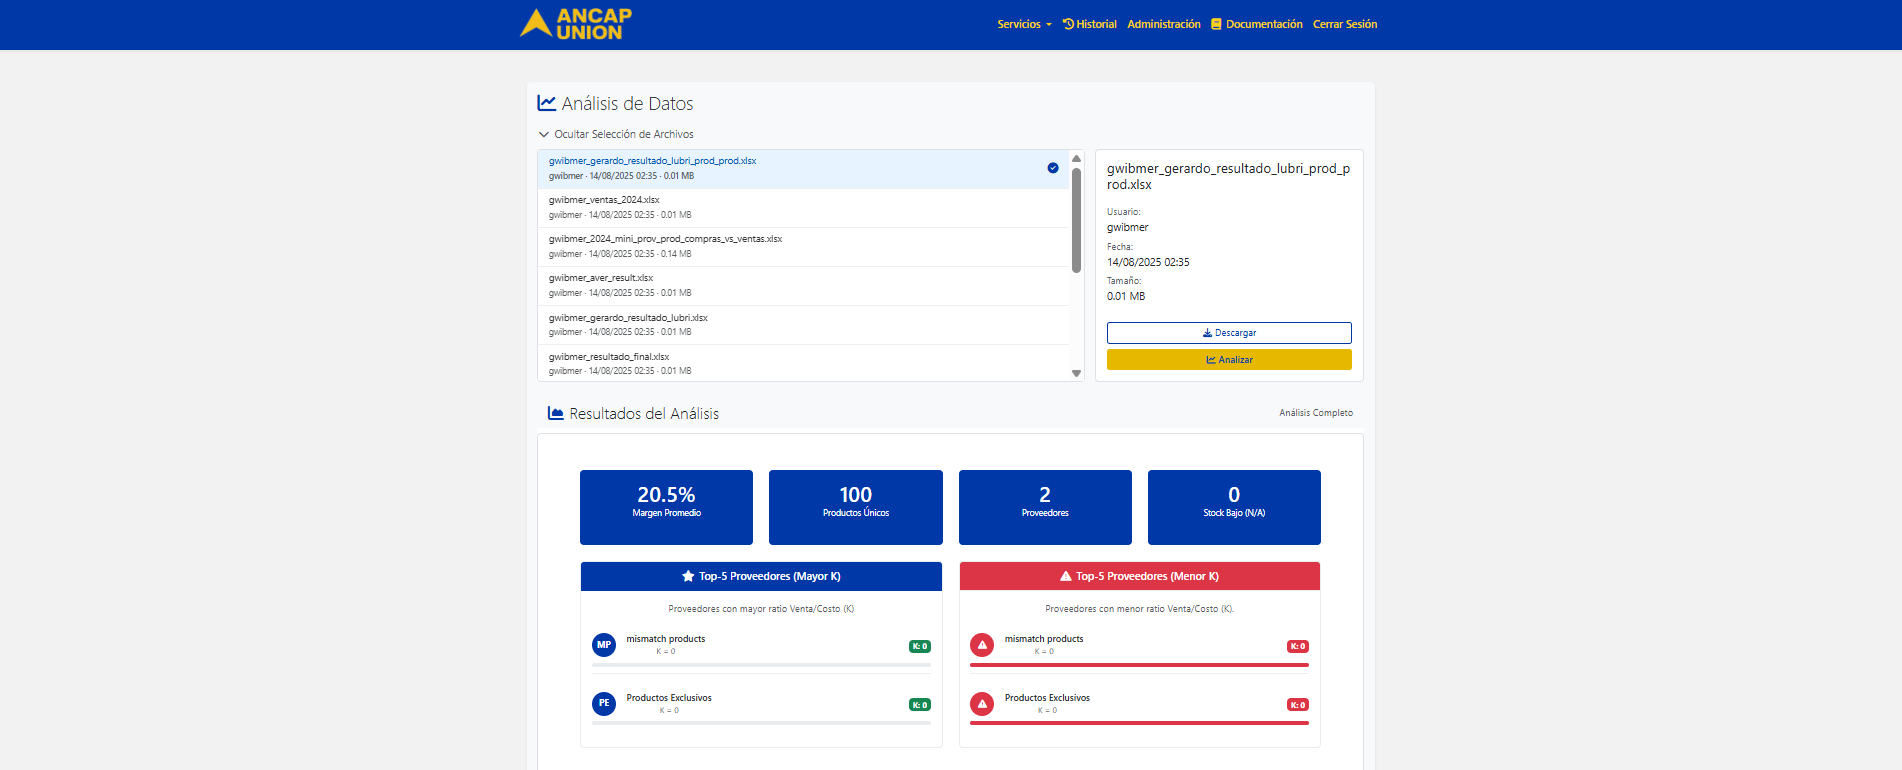 ANCAP
UNION
Servicios
Historial
Administración
Documentación
Cerrar Sesión
Análisis de Datos
Ocultar Selección de Archivos
gwibmer_gerardo_resultado_lubri_prod_prod.xlsx
gwibmer · 14/08/2025 02:35 · 0.01 MB
gwibmer_ventas_2024.xlsx
gwibmer · 14/08/2025 02:35 · 0.01 MB
gwibmer_2024_mini_prov_prod_compras_vs_ventas.xlsx
gwibmer · 14/08/2025 02:35 · 0.14 MB
gwibmer_aver_result.xlsx
gwibmer · 14/08/2025 02:35 · 0.01 MB
gwibmer_gerardo_resultado_lubri.xlsx
gwibmer · 14/08/2025 02:35 · 0.01 MB
gwibmer_resultado_final.xlsx
gwibmer · 14/08/2025 02:35 · 0.01 MB
gwibmer_gerardo_resultado_lubri_prod_p
rod.xlsx
Usuario:
gwibmer
Fecha:
14/08/2025 02:35
Tamaño:
0.01 MB
Descargar
Analizar
Resultados del Análisis
Análisis Completo
20.5%
Margen Promedio
100
Productos Únicos
2
Proveedores
0
Stock Bajo (N/A)
Top-5 Proveedores (Mayor K)
Proveedores con mayor ratio Venta/Costo (K)
MP
mismatch products
K = 0
K: 0
PE
Productos Exclusivos
K = 0
K: 0
Top-5 Proveedores (Menor K)
Proveedores con menor ratio Venta/Costo (K).
mismatch products
K = 0
K: 0
Productos Exclusivos
K = 0
K: 0